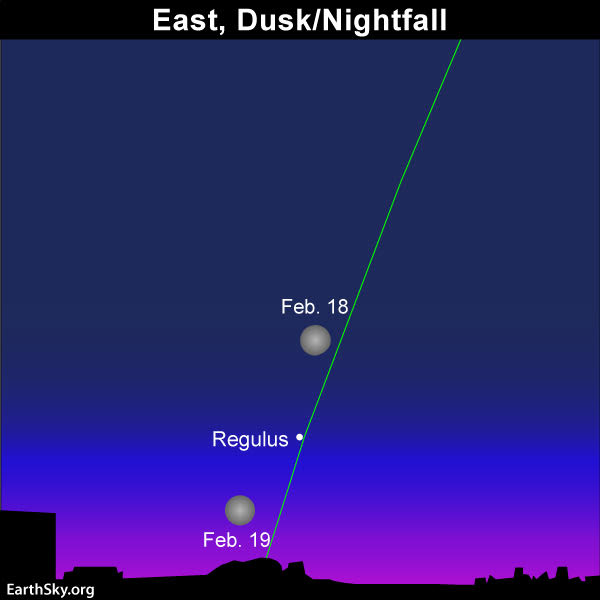 East, Dusk/Nightfall
Feb. 18
Regulus
Feb. 19
EarthSky.org